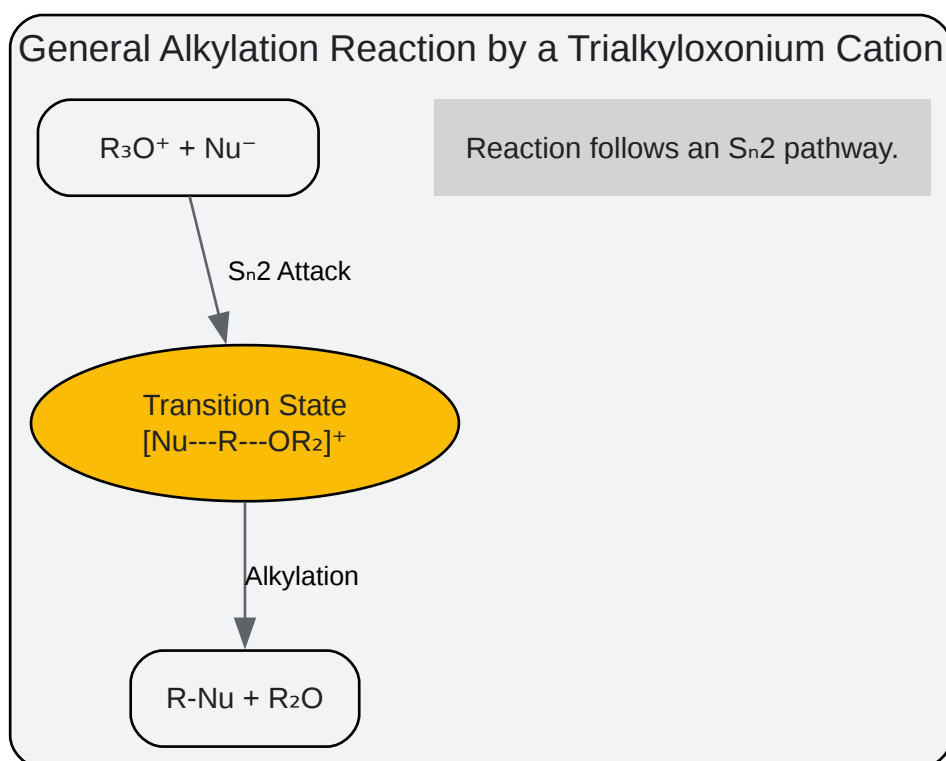 General Alkylation Reaction by a Trialkyloxonium Cation
R₃O⁺ + Nu⁻
Reaction follows an Sₙ2 pathway.
Sₙ2 Attack
Transition State
[Nu---R---OR₂]⁺
Alkylation
R-Nu + R₂O